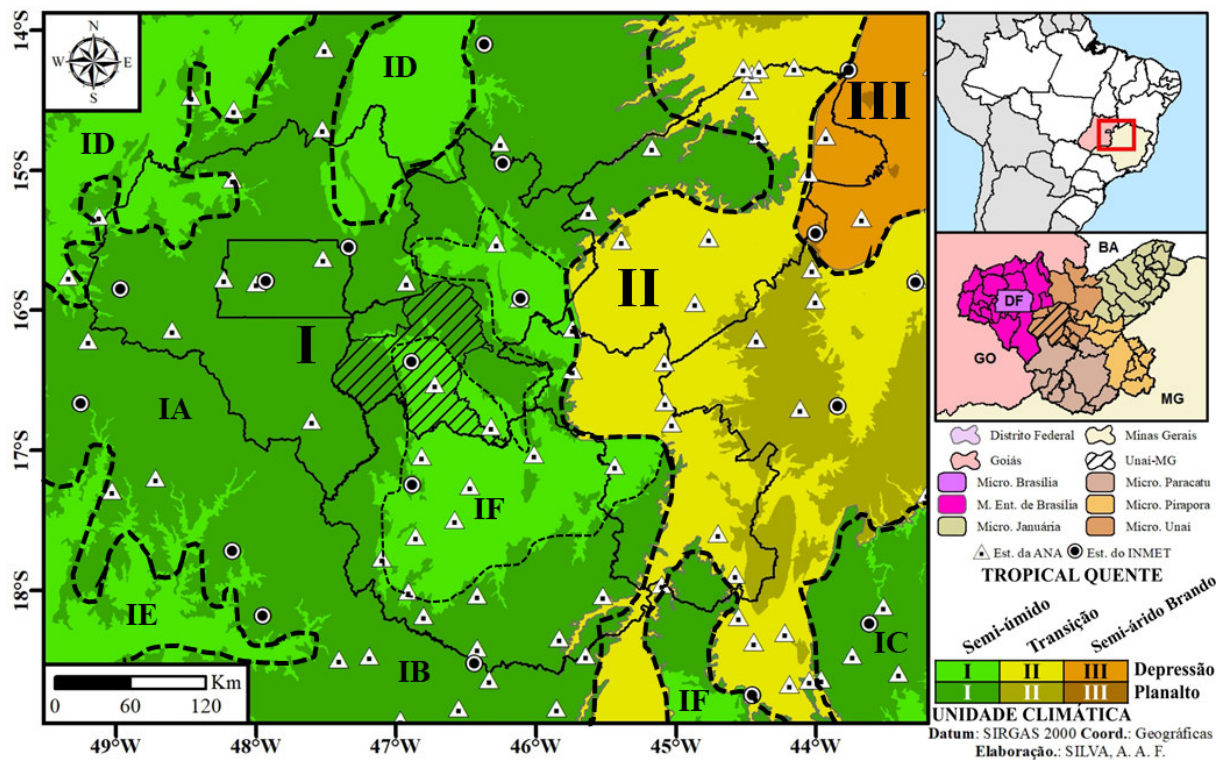 14°S
15°S
16°S
17°S
18°S
49°W
48°W
47°W
46°W
45°W
44°W
N
W
E
S
ID
ID
III
II
I
IA
IF
IE
IB
IF
IC
Km
0 60 120
BA
DF
GO
MG
Distrito Federal
Minas Gerais
Goiás
Unaí-MG
Micro. Brasília
Micro. Paracatu
M. Ent. de Brasília
Micro. Pirapora
Micro. Januária
Micro. Unaí
Est. da ANA
Est. do INMET
TROPICAL QUENTE
Semi-úmido
Transição
Semi-árido Brando
I II III Depressão
I II III Planalto
UNIDADE CLIMÁTICA
Datum: SIRGAS 2000 Coord.: Geográficas
Elaboração.: SILVA, A. A. F.